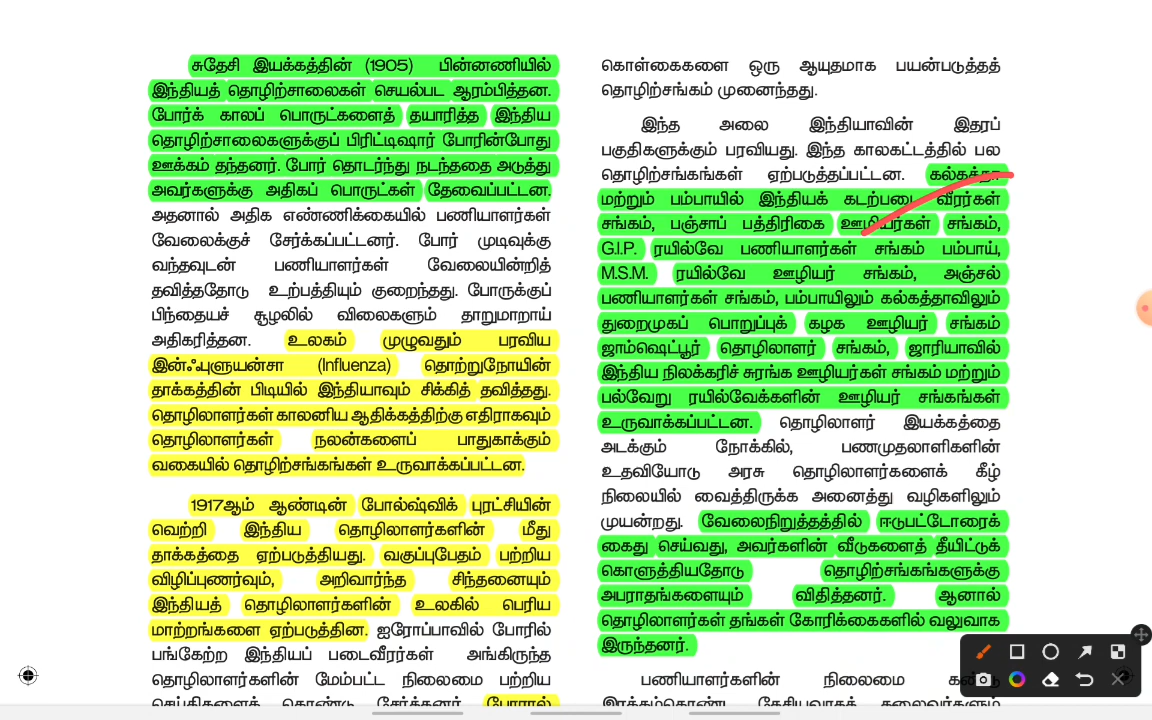 சுதேசி இயக்கத்தின் (1905) பின்னணியில்
இந்தியத் தொழிற்சாலைகள் செயல்பட ஆரம்பித்தன.
போர்க் காலப் பொருட்களைத் தயாரித்த இந்திய
தொழிற்சாலைகளுக்குப் பிரிட்டிஷார் போரின்போது
ஊக்கம் தந்தனர். போர் தொடர்ந்து நடந்ததை அடுத்து
அவர்களுக்கு அதிகப் பொருட்கள் தேவைப்பட்டன.
அதனால் அதிக எண்ணிக்கையில் பணியாளர்கள்
வேலைக்குச் சேர்க்கப்பட்டனர். போர் முடிவுக்கு
வந்தவுடன் பணியாளர்கள் வேலையின்றித்
தவித்ததோடு உற்பத்தியும் குறைந்தது. போருக்குப்
பிந்தையச் சூழலில் விலைகளும் தாறுமாறாய்
அதிகரித்தன. உலகம் முழுவதும் பரவிய
இன்ஃபுளுயன்சா (Influenza) தொற்றுநோயின்
தாக்கத்தின் பிடியில் இந்தியாவும் சிக்கித் தவித்தது.
தொழிலாளர்கள் காலனிய ஆதிக்கத்திற்கு எதிராகவும்
தொழிலாளர்கள் நலன்களைப் பாதுகாக்கும்
வகையில் தொழிற்சங்கங்கள் உருவாக்கப்பட்டன.
1917ஆம் ஆண்டின் போல்ஷ்விக் புரட்சியின்
வெற்றி இந்திய தொழிலாளர்களின் மீது
தாக்கத்தை ஏற்படுத்தியது. வகுப்புபேதம் பற்றிய
விழிப்புணர்வும், அறிவார்ந்த சிந்தனையும்
இந்தியத் தொழிலாளர்களின் உலகில் பெரிய
மாற்றங்களை ஏற்படுத்தின. ஐரோப்பாவில் போரில்
பங்கேற்ற இந்தியப் படைவீரர்கள் அங்கிருந்த
தொழிலாளர்களின் மேம்பட்ட நிலைமை பற்றிய
செய்திகளைக் கொண்டு சேர்த்தனர். போரால்
கொள்கைகளை ஒரு ஆயுதமாக பயன்படுத்தத்
தொழிற்சங்கம் முனைந்தது.
இந்த அலை இந்தியாவின் இதரப்
பகுதிகளுக்கும் பரவியது. இந்த காலகட்டத்தில் பல
தொழிற்சங்கங்கள் ஏற்படுத்தப்பட்டன. கல்கத்தா
மற்றும் பம்பாயில் இந்தியக் கடற்படை வீரர்கள்
சங்கம், பஞ்சாப் பத்திரிகை ஊழியர்கள் சங்கம்,
G.I.P. ரயில்வே பணியாளர்கள் சங்கம் பம்பாய்,
M.S.M. ரயில்வே ஊழியர் சங்கம், அஞ்சல்
பணியாளர்கள் சங்கம், பம்பாயிலும் கல்கத்தாவிலும்
துறைமுகப் பொறுப்புக் கழக ஊழியர் சங்கம்
ஜாம்ஷெட்பூர் தொழிலாளர் சங்கம், ஜாரியாவில்
இந்திய நிலக்கரிச் சுரங்க ஊழியர்கள் சங்கம் மற்றும்
பல்வேறு ரயில்வேக்களின் ஊழியர் சங்கங்கள்
உருவாக்கப்பட்டன. தொழிலாளர் இயக்கத்தை
அடக்கும் நோக்கில், பணமுதலாளிகளின்
உதவியோடு அரசு தொழிலாளர்களைக் கீழ்
நிலையில் வைத்திருக்க அனைத்து வழிகளிலும்
முயன்றது. வேலைநிறுத்தத்தில் ஈடுபட்டோரைக்
கைது செய்வது, அவர்களின் வீடுகளைத் தீயிட்டுக்
கொளுத்தியதோடு தொழிற்சங்கங்களுக்கு
அபராதங்களையும் விதித்தனர். ஆனால்
தொழிலாளர்கள் தங்கள் கோரிக்கைகளில் வலுவாக
இருந்தனர்.
பணியாளர்களின் நிலைமை கண்டு
இரக்கம்கொண்ட தேசியவாதத் தலைவர்களும்